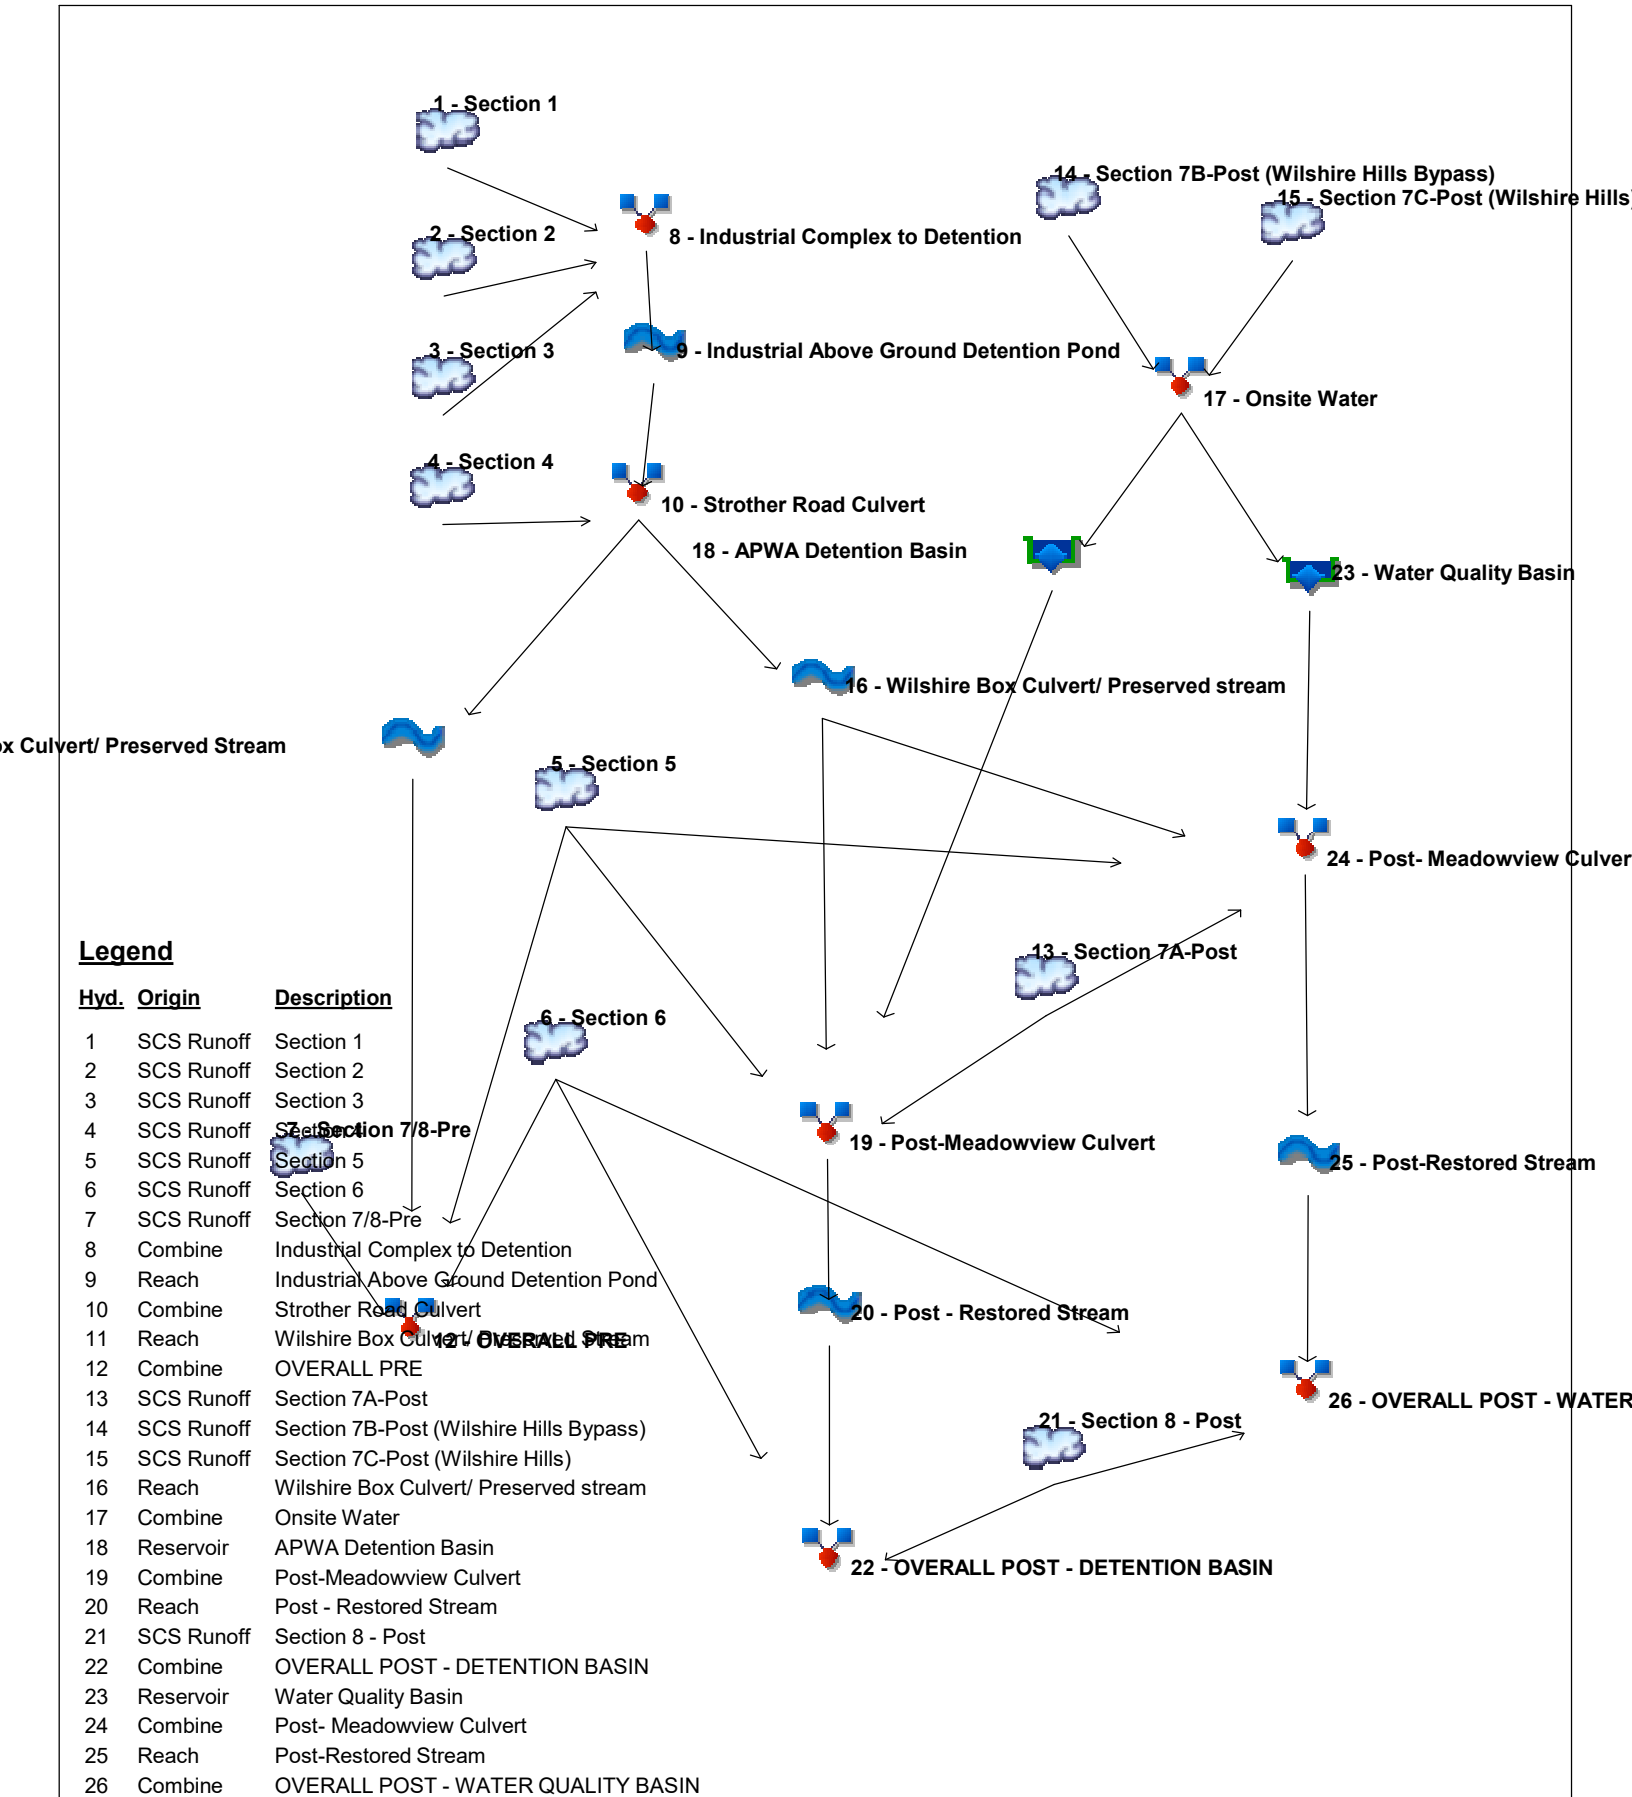 1 - Section 1
14 - Section 7B-Post (Wilshire Hills Bypass)
15 - Section 7C-Post (Wilshire Hills)
2 - Section 2
8 - Industrial Complex to Detention
3 - Section 3
9 - Industrial Above Ground Detention Pond
17 - Onsite Water
4 - Section 4
10 - Strother Road Culvert
18 - APWA Detention Basin
23 - Water Quality Basin
16 - Wilshire Box Culvert/ Preserved stream
ox Culvert/ Preserved Stream
5 - Section 5
24 - Post- Meadowview Culver
13 - Section 7A-Post
6 - Section 6
7 - Section 7/8-Pre
19 - Post-Meadowview Culvert
25 - Post-Restored Stream
20 - Post - Restored Stream
12 - OVERALL PRE
26 - OVERALL POST - WATER
21 - Section 8 - Post
22 - OVERALL POST - DETENTION BASIN
Legend
Hyd. Origin Description
1 SCS Runoff Section 1
2 SCS Runoff Section 2
3 SCS Runoff Section 3
4 SCS Runoff Section 4
5 SCS Runoff Section 5
6 SCS Runoff Section 6
7 SCS Runoff Section 7/8-Pre
8 Combine Industrial Complex to Detention
9 Reach Industrial Above Ground Detention Pond
10 Combine Strother Road Culvert
11 Reach Wilshire Box Culvert/ Preserved Stream
12 Combine OVERALL PRE
13 SCS Runoff Section 7A-Post
14 SCS Runoff Section 7B-Post (Wilshire Hills Bypass)
15 SCS Runoff Section 7C-Post (Wilshire Hills)
16 Reach Wilshire Box Culvert/ Preserved stream
17 Combine Onsite Water
18 Reservoir APWA Detention Basin
19 Combine Post-Meadowview Culvert
20 Reach Post - Restored Stream
21 SCS Runoff Section 8 - Post
22 Combine OVERALL POST - DETENTION BASIN
23 Reservoir Water Quality Basin
24 Combine Post- Meadowview Culvert
25 Reach Post-Restored Stream
26 Combine OVERALL POST - WATER QUALITY BASIN